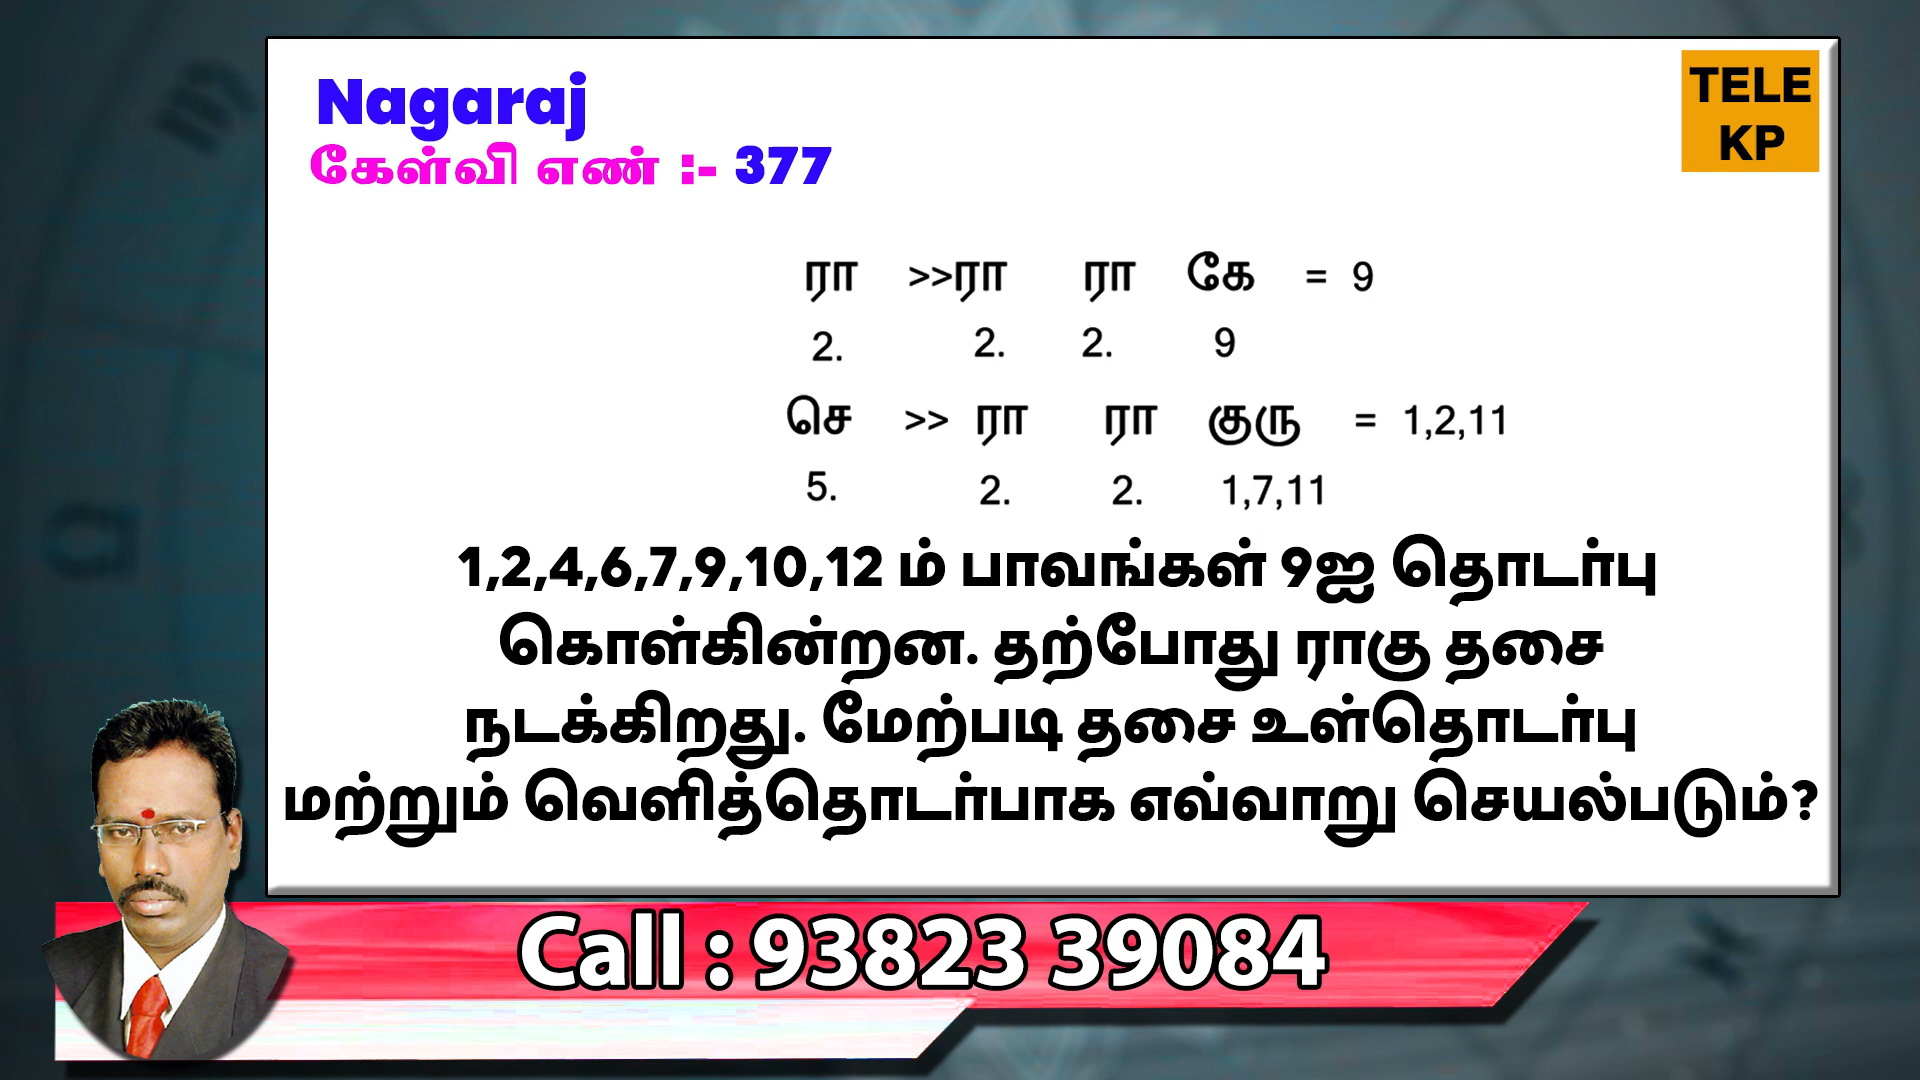 Nagaraj
கேள்வி எண் :- 377
TELE
KP
ரா >>ரா ரா கே = 9
2. 2. 2. 9
செ >> ரா ரா குரு = 1,2,11
5. 2. 2. 1,7,11
1,2,4,6,7,9,10,12 ம் பாவங்கள் 9ஐ தொடர்பு
கொள்கின்றன. தற்போது ராகு தசை
நடக்கிறது. மேற்படி தசை உள்தொடர்பு
மற்றும் வெளித்தொடர்பாக எவ்வாறு செயல்படும்?
Call : 93823 39084